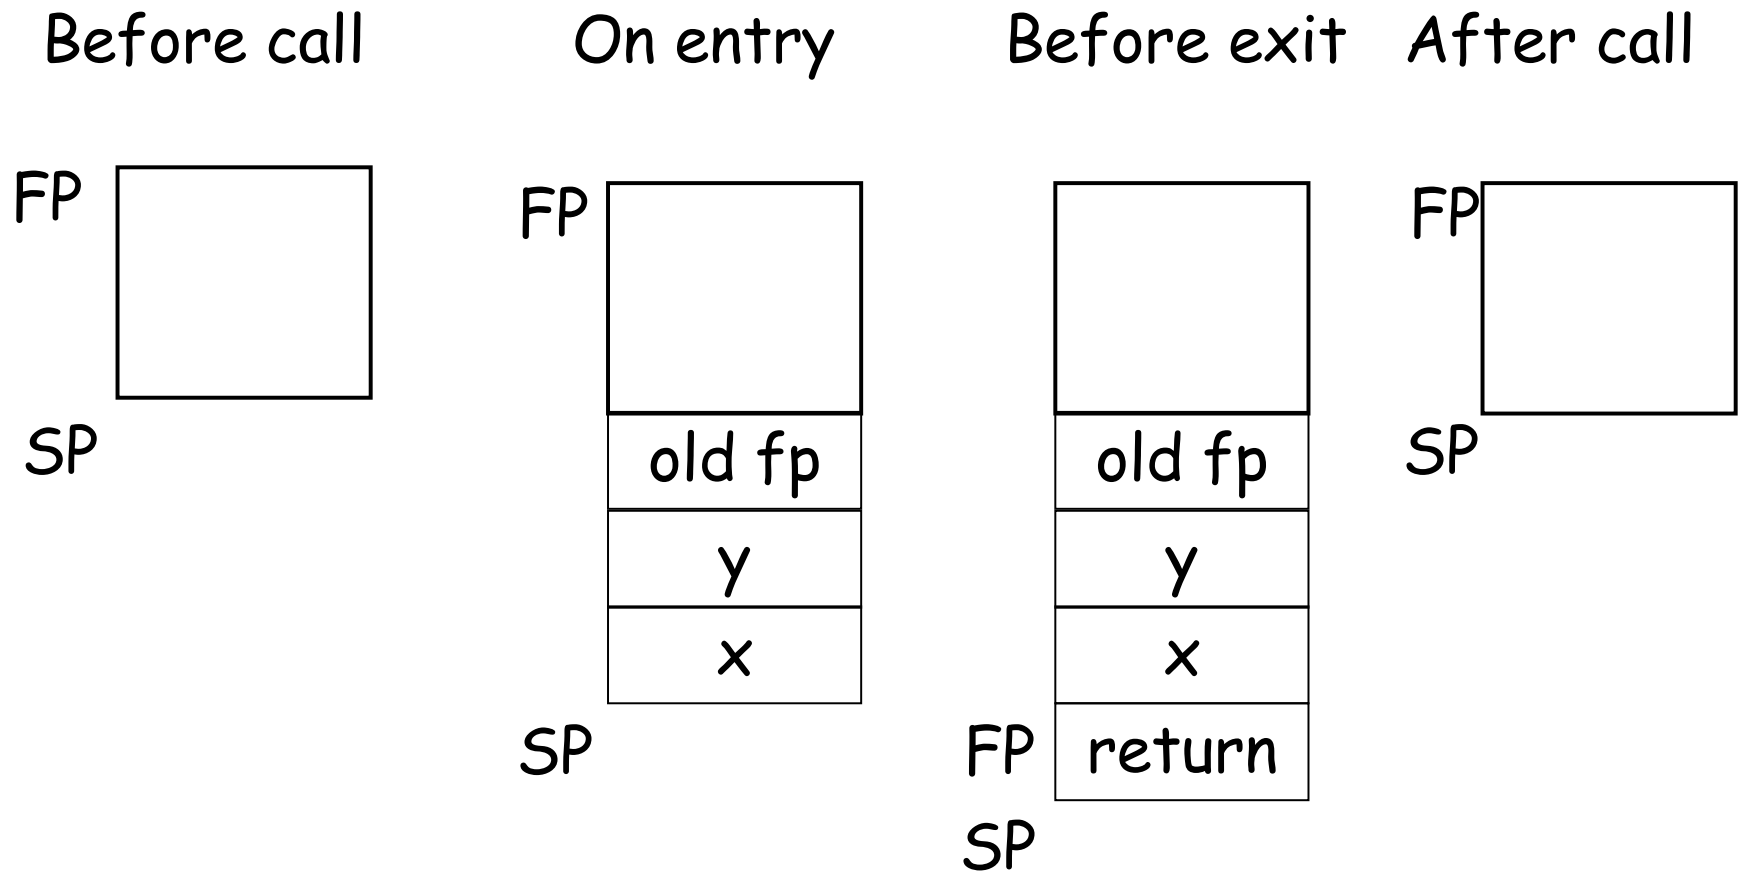 Before call
On entry
Before exit
After call
FP
SP
FP
old fp
y
x
SP
old fp
y
x
FP
return
SP
FP
SP